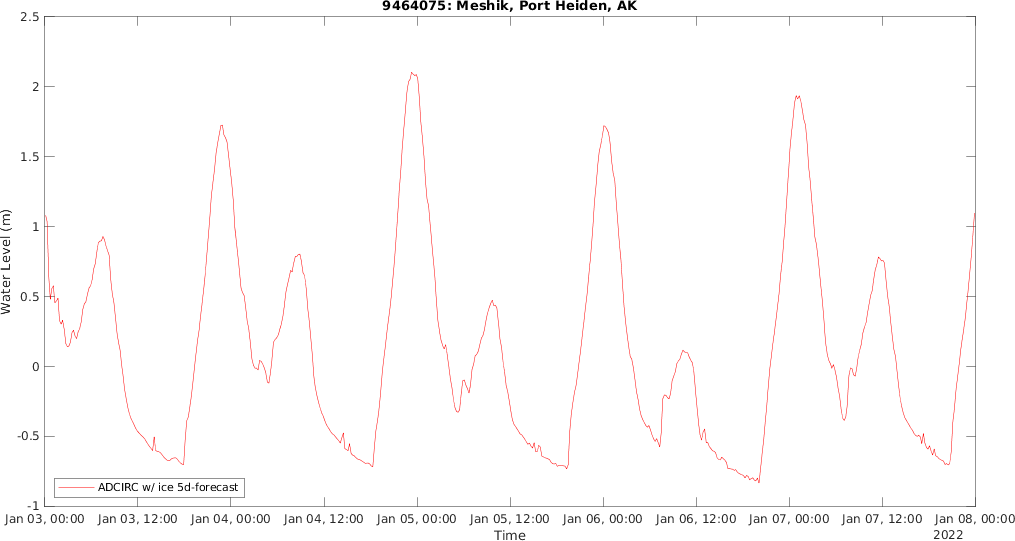 9464075: Meshik, Port Heiden, AK
2.5
2
1.5
1
0.5
0
-0.5
-1
Water Level (m)
ADCIRC w/ ice 5d-forecast
Jan 03, 00:00 Jan 03, 12:00 Jan 04, 00:00 Jan 04, 12:00 Jan 05, 00:00 Jan 05, 12:00 Jan 06, 00:00 Jan 06, 12:00 Jan 07, 00:00 Jan 07, 12:00 Jan 08, 00:00
Time
2022